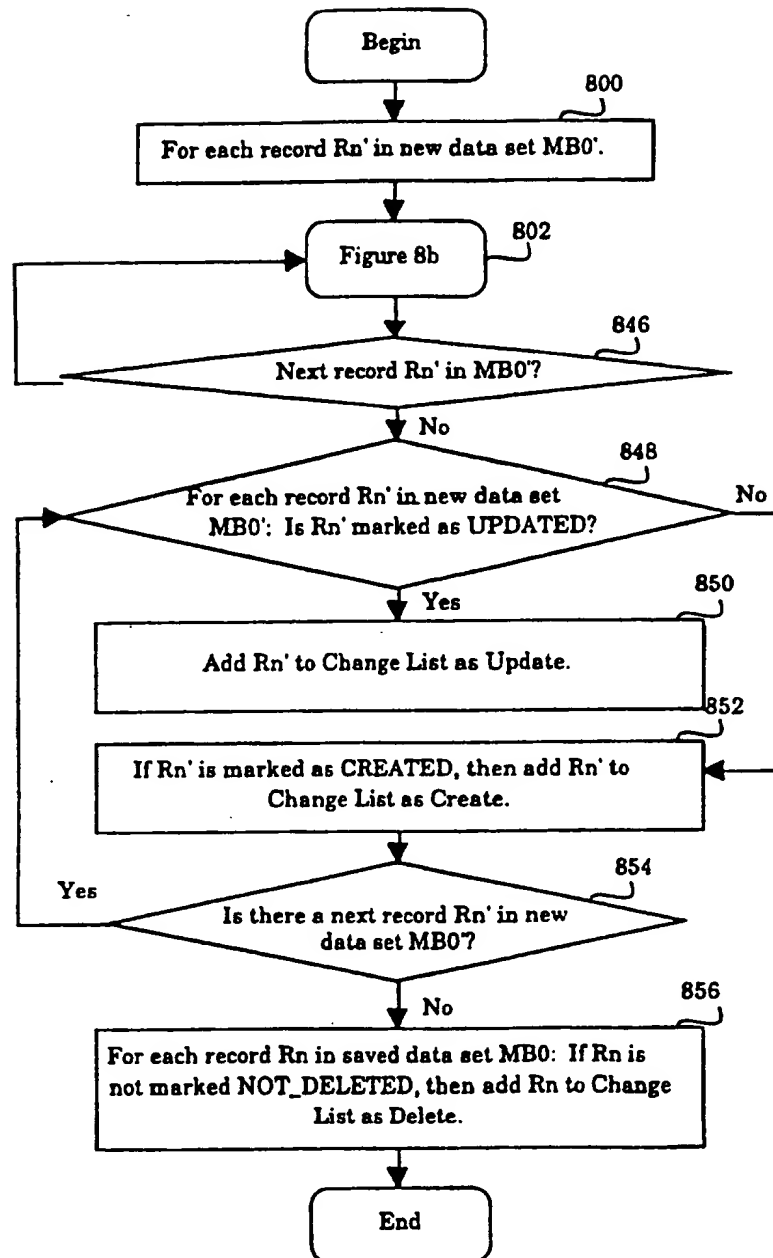 Begin
800
For each record Rn' in new data set MB0'.
Figure 8b
802
846
Next record Rn' in MB0'?
No
848
For each record Rn' in new data set
MB0': Is Rn' marked as UPDATED?
No
Yes
850
Add Rn' to Change List as Update.
852
If Rn' is marked as CREATED, then add Rn' to
Change List as Create.
Yes
854
Is there a next record Rn' in new
data set MB0'?
No
856
For each record Rn in saved data set MB0: If Rn is
not marked NOT_DELETED, then add Rn to Change
List as Delete.
End